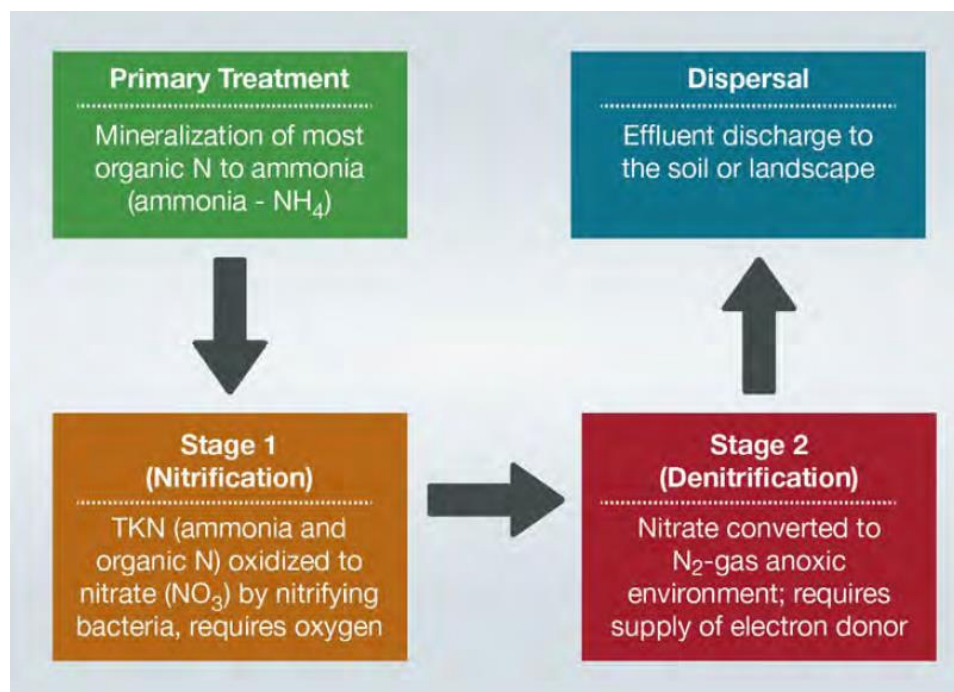 Primary Treatment
Mineralization of most
organic N to ammonia
(ammonia - NH₄)
Stage 1
(Nitrification)
TKN (ammonia and
organic N) oxidized to
nitrate (NO₃) by nitrifying
bacteria, requires oxygen
Stage 2
(Denitrification)
Nitrate converted to
N₂-gas anoxic
environment; requires
supply of electron donor
Dispersal
Effluent discharge to
the soil or landscape